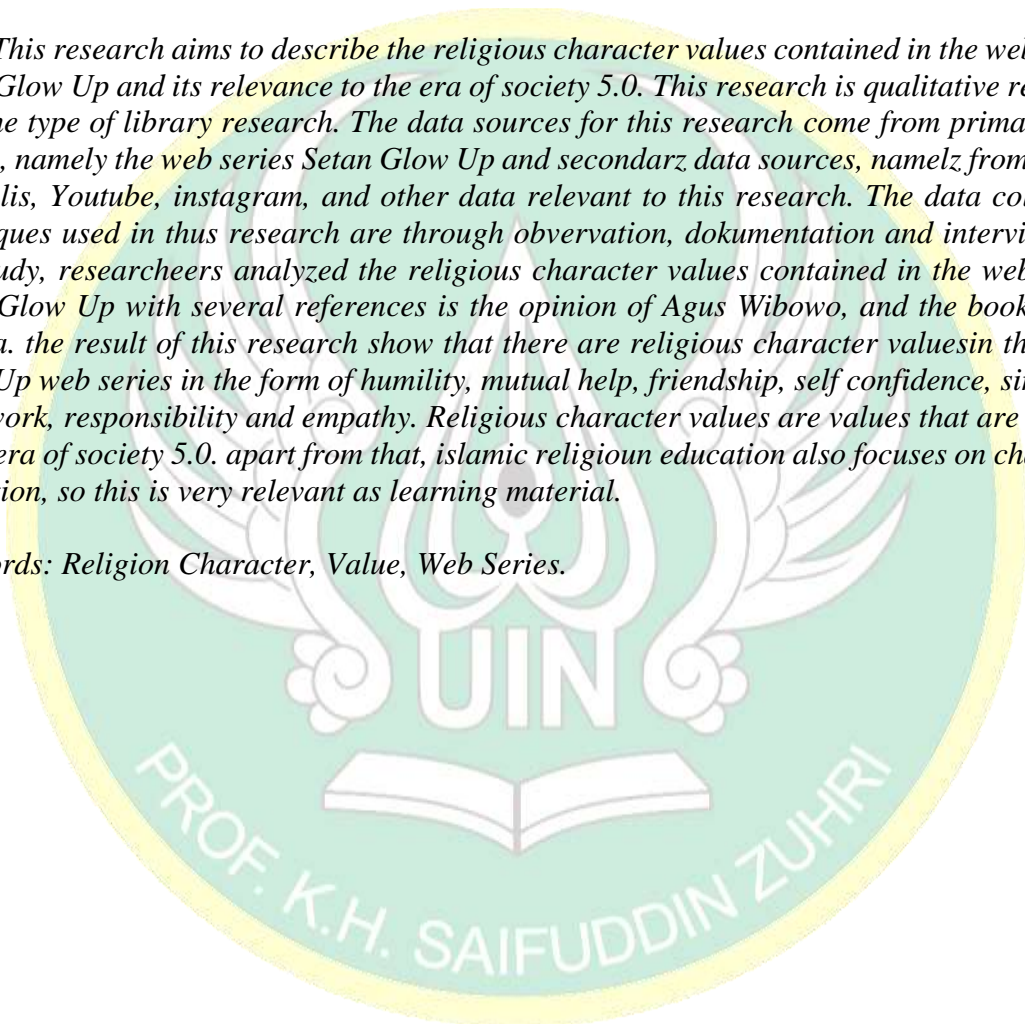 This research aims to describe the religious character values contained in the web
Glow Up and its relevance to the era of society 5.0. This research is qualitative re
he type of library research. The data sources for this research come from prima
, namely the web series Setan Glow Up and secondarz data sources, namelz from
lis, Youtube, instagram, and other data relevant to this research. The data col
ques used in thus research are through obvervation, dokumentation and intervi
udy, researcheers analyzed the religious character values contained in the web
Glow Up with several references is the opinion of Agus Wibowo, and the book
a. the result of this research show that there are religious character valuesin th
Up web series in the form of humility, mutual help, friendship, self confidence, sin
vork, responsibility and empathy. Religious character values are values that are
era of society 5.0. apart from that, islamic religioun education also focuses on cha
tion, so this is very relevant as learning material.
rds: Religion Character, Value, Web Series.
UIN
PROF. K.H. SAIFUDDIN ZUHRI